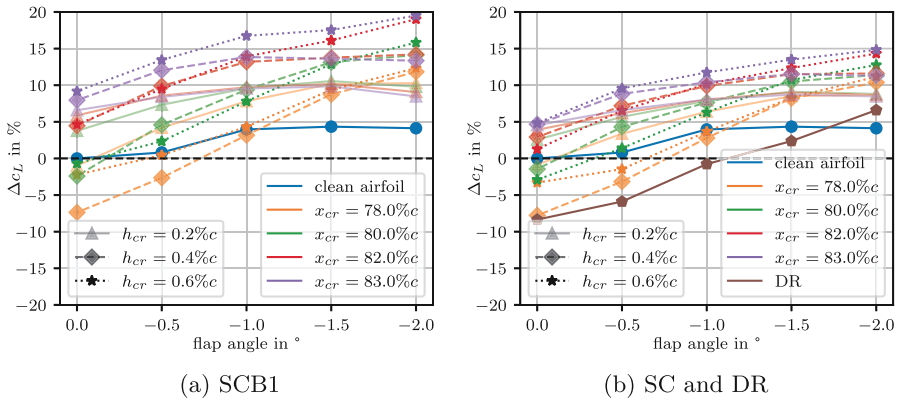 20
15
10
5
0
−5
−10
−15
−20
Δc_L in %
0.0
−0.5
−1.0
−1.5
−2.0
flap angle in °
clean airfoil
x_cr = 78.0%c
x_cr = 80.0%c
x_cr = 82.0%c
x_cr = 83.0%c
h_cr = 0.2%c
h_cr = 0.4%c
h_cr = 0.6%c
(a) SCB1
20
15
10
5
0
−5
−10
−15
−20
Δc_L in %
0.0
−0.5
−1.0
−1.5
−2.0
flap angle in °
clean airfoil
x_cr = 78.0%c
x_cr = 80.0%c
x_cr = 82.0%c
x_cr = 83.0%c
DR
h_cr = 0.2%c
h_cr = 0.4%c
h_cr = 0.6%c
(b) SC and DR